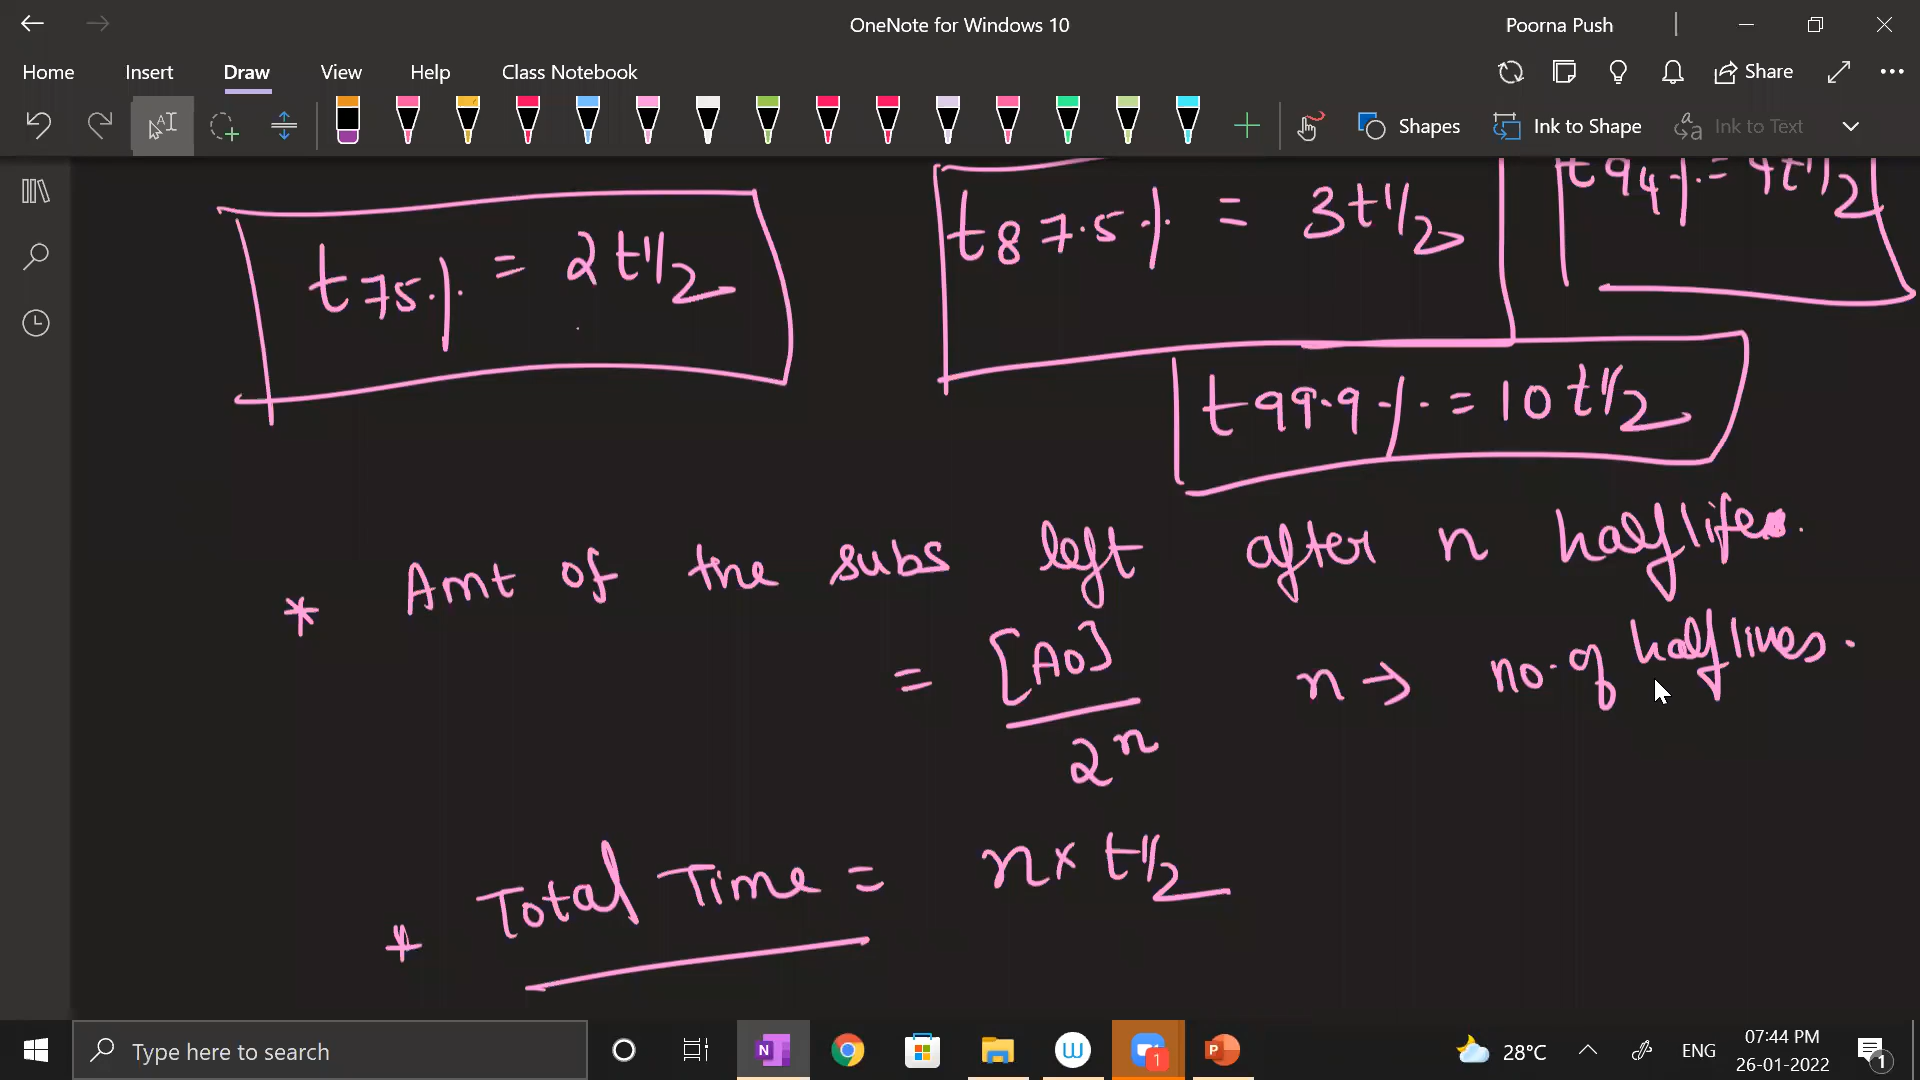 OneNote for Windows 10
Poorna Push
Home Insert Draw View Help Class Notebook
Share
Shapes Ink to Shape Ink to Text
t75% = 2t1/2
t87.5% = 3t1/2
t94% = 4t1/2
t99.9% = 10t1/2
* Amt of the subs left after n halflife.
= [A0]/2^n n → no. of halflives.
* Total Time = n x t1/2
Type here to search
28°C
ENG
07:44 PM
26-01-2022